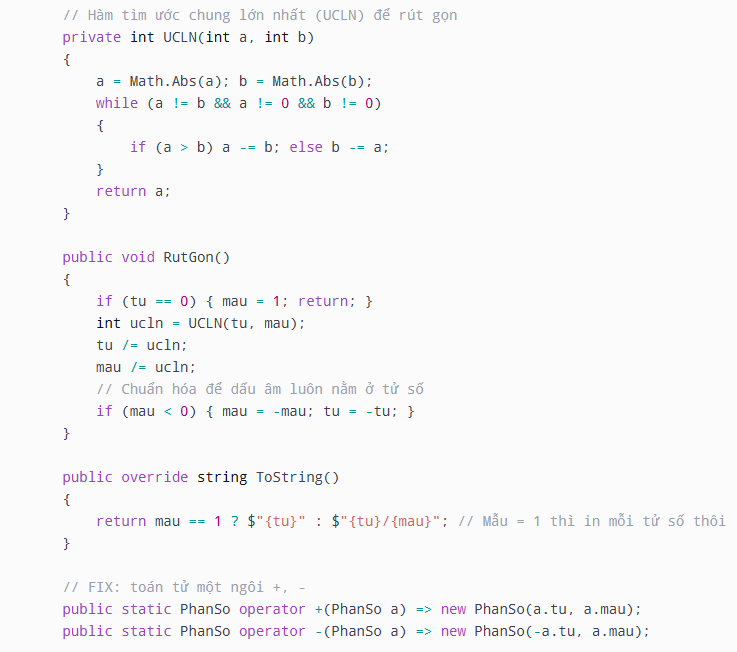 // Hàm tìm ước chung lớn nhất (UCLN) để rút gọn
private int UCLN(int a, int b)
{
    a = Math.Abs(a); b = Math.Abs(b);
    while (a != b && a != 0 && b != 0)
    {
        if (a > b) a -= b; else b -= a;
    }
    return a;
}

public void RutGon()
{
    if (tu == 0) { mau = 1; return; }
    int ucln = UCLN(tu, mau);
    tu /= ucln;
    mau /= ucln;
    // Chuẩn hóa để dấu âm luôn nằm ở tử số
    if (mau < 0) { mau = -mau; tu = -tu; }
}

public override string ToString()
{
    return mau == 1 ? $"{tu}" : $"{tu}/{mau}"; // Mẫu = 1 thì in mỗi tử số thôi
}

// FIX: toán tử một ngôi +, -
public static PhanSo operator +(PhanSo a) => new PhanSo(a.tu, a.mau);
public static PhanSo operator -(PhanSo a) => new PhanSo(-a.tu, a.mau);